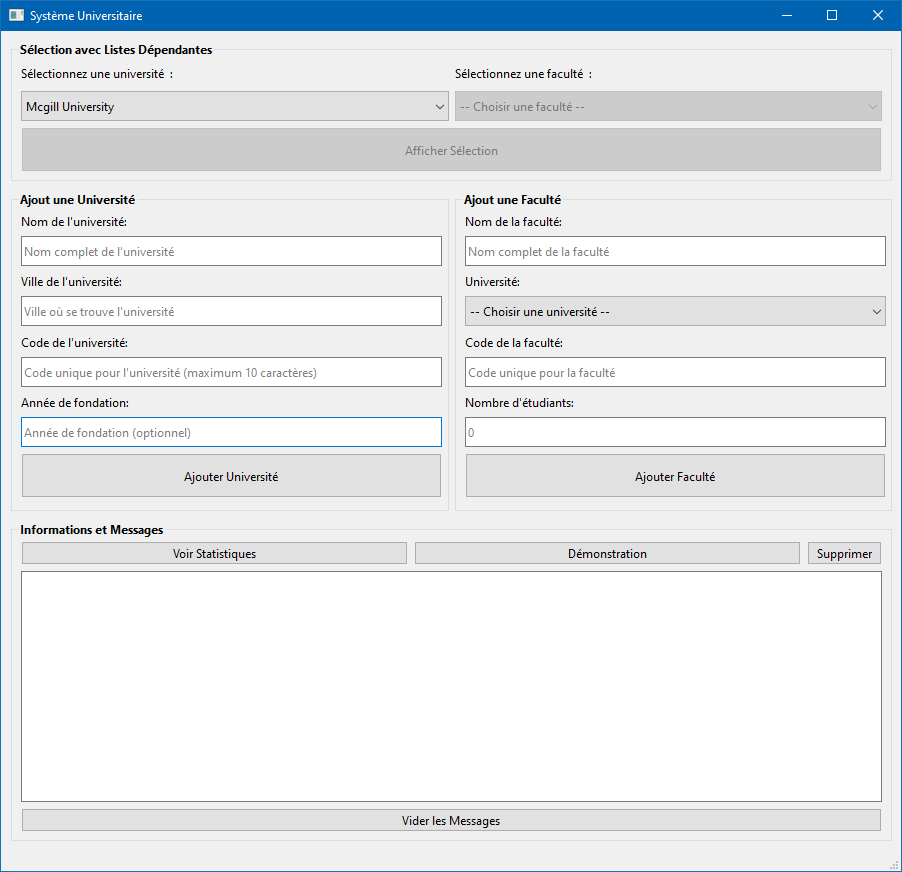 Système Universitaire
Sélection avec Listes Dépendantes
Sélectionnez une université :
Sélectionnez une faculté :
Mcgill University
-- Choisir une faculté --
Afficher Sélection
Ajout une Université
Nom de l'université:
Nom complet de l'université
Ville de l'université:
Ville où se trouve l'université
Code de l'université:
Code unique pour l'université (maximum 10 caractères)
Année de fondation:
Année de fondation (optionnel)
Ajouter Université
Ajout une Faculté
Nom de la faculté:
Nom complet de la faculté
Université:
-- Choisir une université --
Code de la faculté:
Code unique pour la faculté
Nombre d'étudiants:
0
Ajouter Faculté
Informations et Messages
Voir Statistiques
Démonstration
Supprimer
Vider les Messages